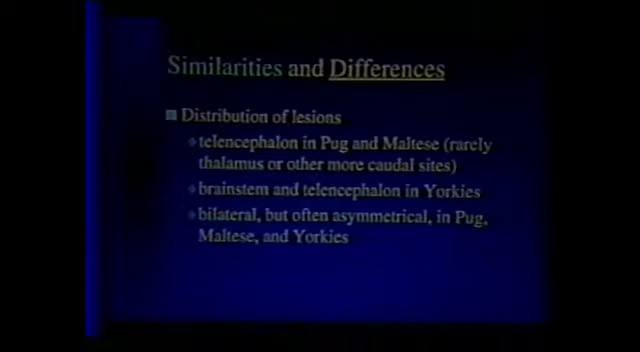 Similarities and Differences
Distribution of lesions
telencephalon in Pug and Maltese (rarely
thalamus or other more caudal sites)
brainstem and telencephalon in Yorkies
bilateral, but often asymmetrical, in Pug,
Maltese, and Yorkies